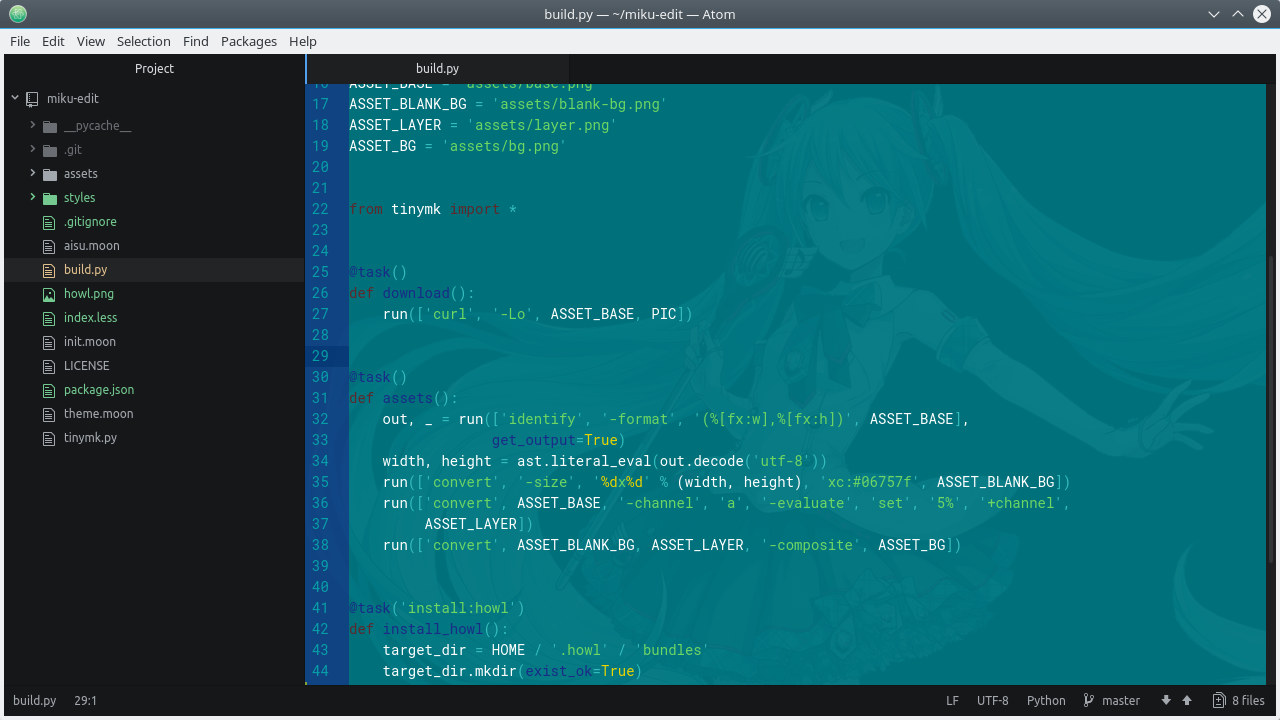 build.py — ~/miku-edit — Atom
File Edit View Selection Find Packages Help
Project
miku-edit
__pycache__
.git
assets
styles
.gitignore
aisu.moon
build.py
howl.png
index.less
init.moon
LICENSE
package.json
theme.moon
tinymk.py
build.py
16 ASSET_BASE = 'assets/base.png'
17 ASSET_BLANK_BG = 'assets/blank-bg.png'
18 ASSET_LAYER = 'assets/layer.png'
19 ASSET_BG = 'assets/bg.png'
20
21
22 from tinymk import *
23
24
25 @task()
26 def download():
27     run(['curl', '-Lo', ASSET_BASE, PIC])
28
29
30 @task()
31 def assets():
32     out, _ = run(['identify', '-format', '(%[fx:w],%[fx:h])', ASSET_BASE],
33                  get_output=True)
34     width, height = ast.literal_eval(out.decode('utf-8'))
35     run(['convert', '-size', '%dx%d' % (width, height), 'xc:#06757f', ASSET_BLANK_BG])
36     run(['convert', ASSET_BASE, '-channel', 'a', '-evaluate', 'set', '5%', '+channel',
37          ASSET_LAYER])
38     run(['convert', ASSET_BLANK_BG, ASSET_LAYER, '-composite', ASSET_BG])
39
40
41 @task('install:howl')
42 def install_howl():
43     target_dir = HOME / '.howl' / 'bundles'
44     target_dir.mkdir(exist_ok=True)
build.py 29:1 LF UTF-8 Python master 8 files